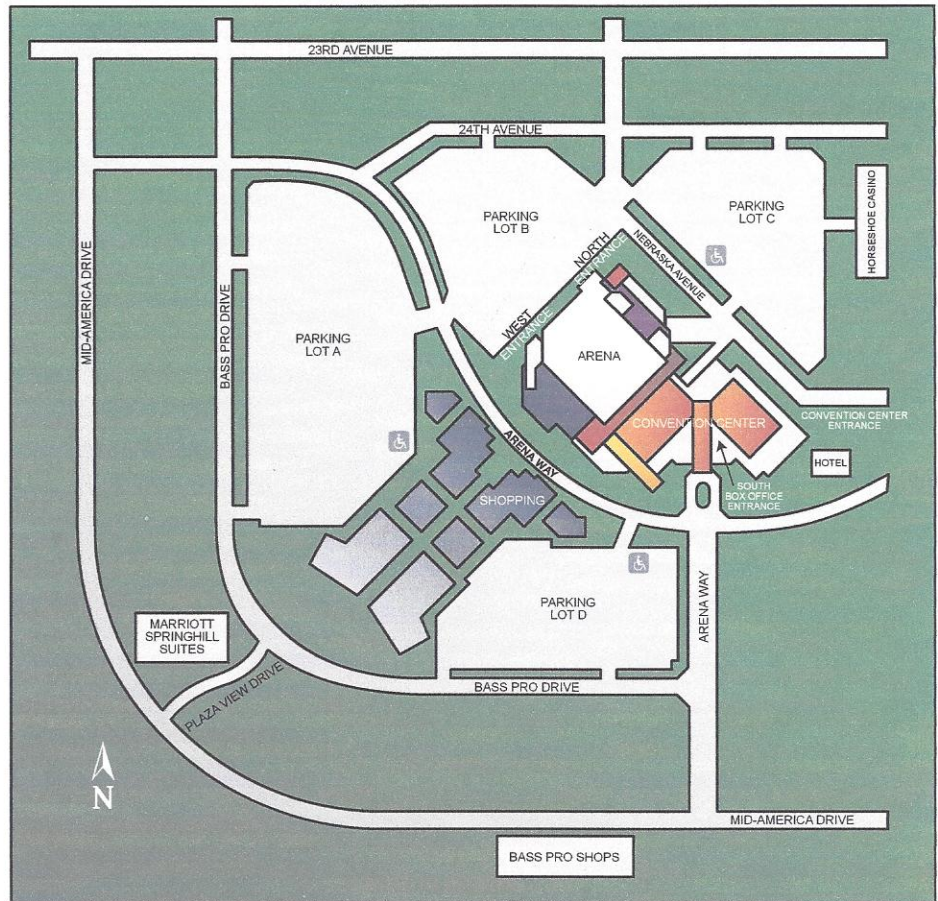 23RD AVENUE
24TH AVENUE
PARKING
LOT B
PARKING
LOT C
HORSESHOE CASINO
NORTH
ENTRANCE
NEBRASKA AVENUE
WEST
ENTRANCE
MID-AMERICA DRIVE
BASS PRO DRIVE
PARKING
LOT A
ARENA
CONVENTION CENTER
CONVENTION CENTER
ENTRANCE
ARENA WAY
HOTEL
SOUTH
BOX OFFICE
ENTRANCE
SHOPPING
PARKING
LOT D
ARENA WAY
MARRIOTT
SPRINGHILL
SUITES
PLAZA VIEW DRIVE
BASS PRO DRIVE
N
MID-AMERICA DRIVE
BASS PRO SHOPS